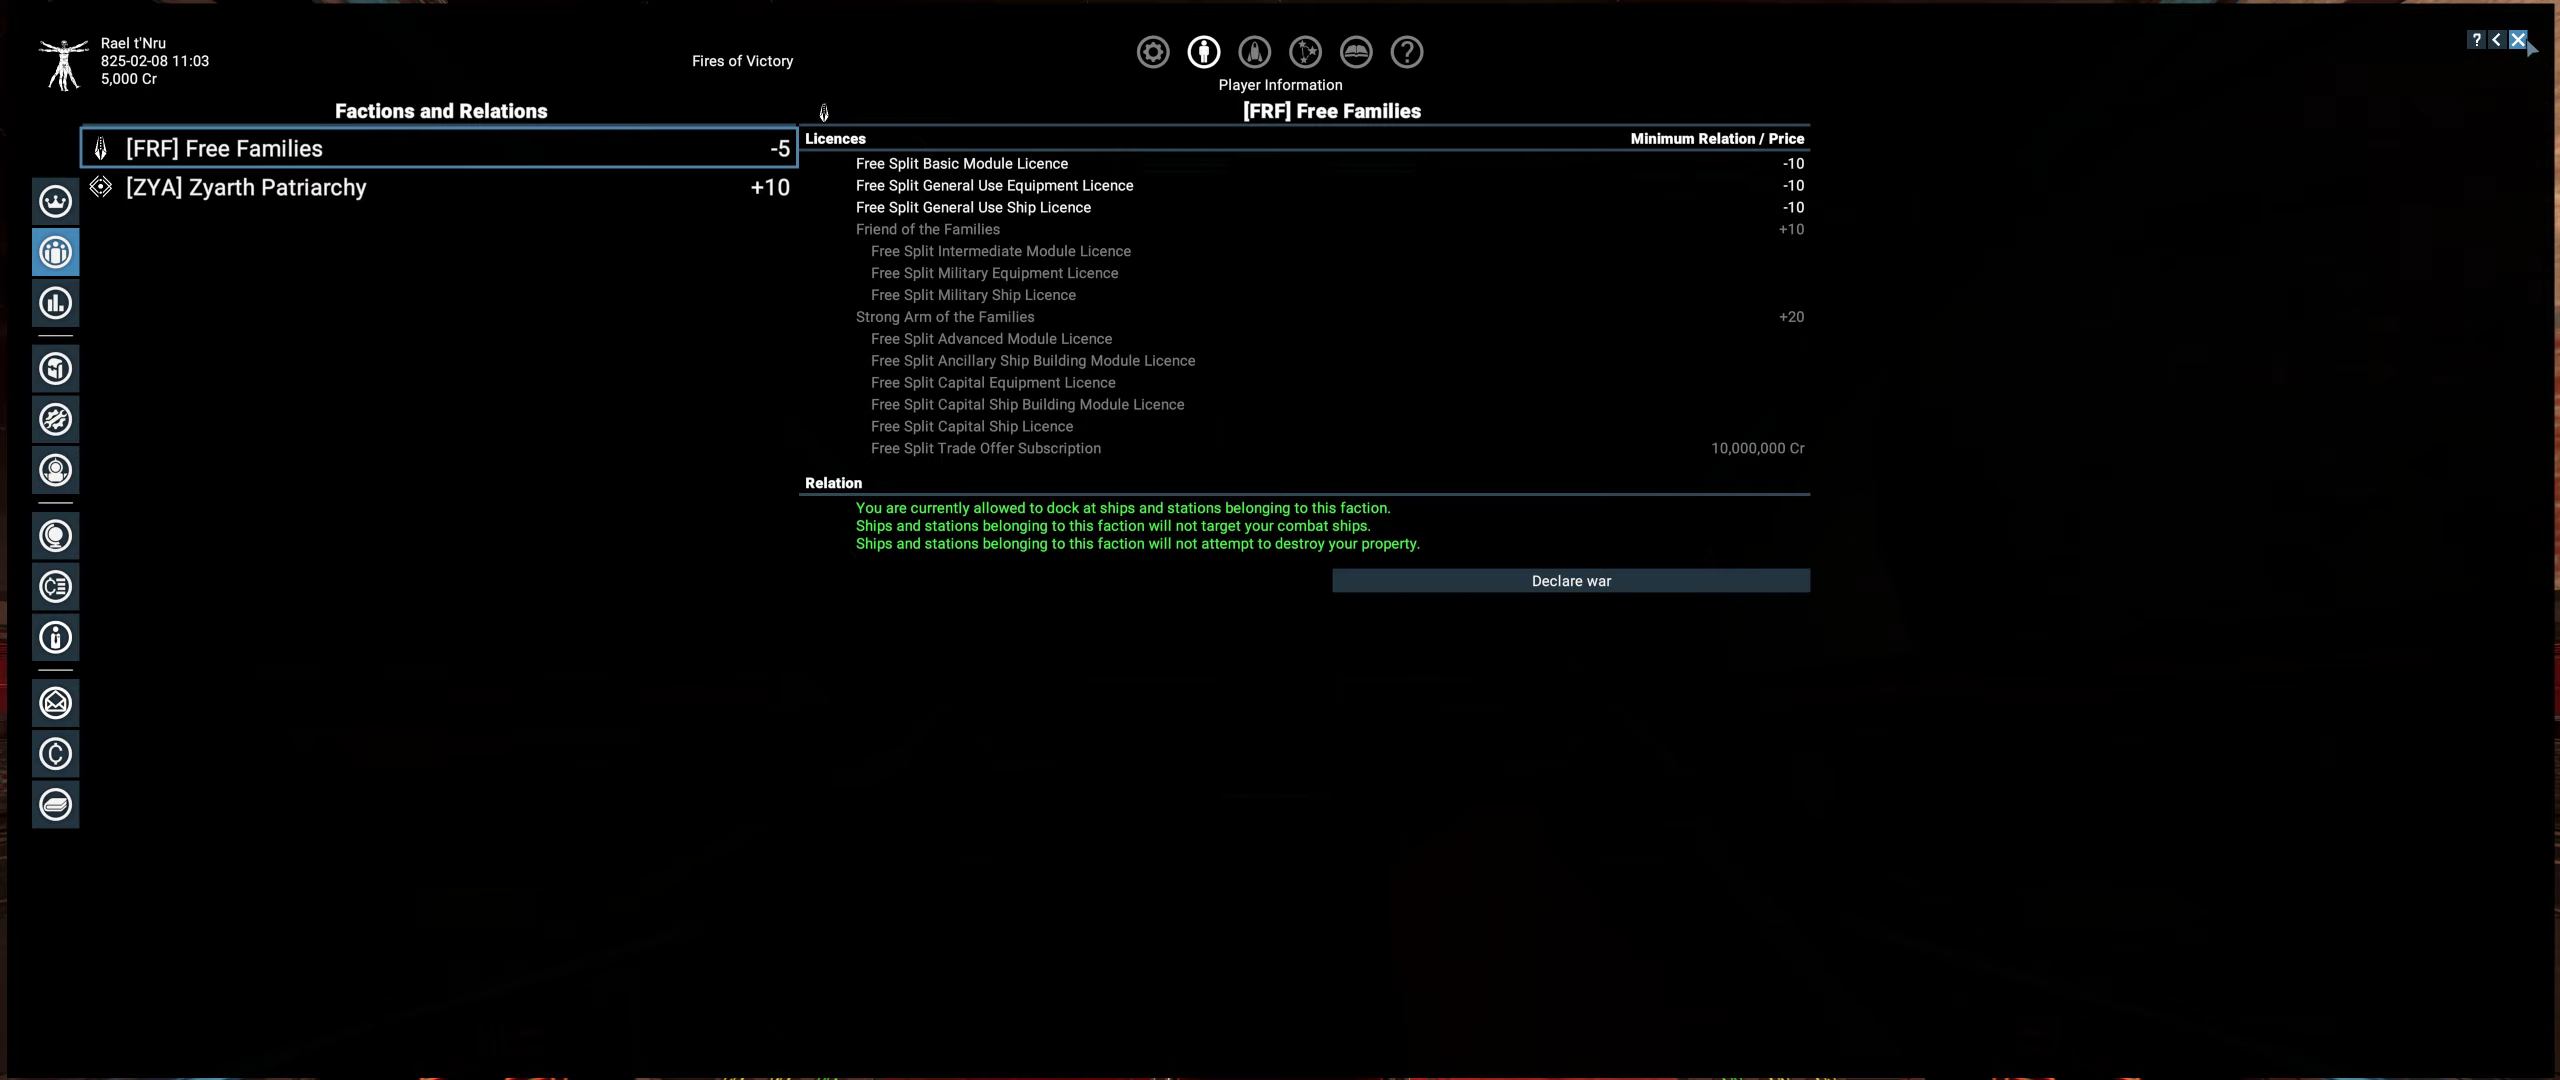 Rael t'Nru
825-02-08 11:03
5,000 Cr
Fires of Victory
Player Information
? < X
Factions and Relations
[FRF] Free Families -5
[ZYA] Zyarth Patriarchy +10
[FRF] Free Families
Licences Minimum Relation / Price
Free Split Basic Module Licence -10
Free Split General Use Equipment Licence -10
Free Split General Use Ship Licence -10
Friend of the Families +10
Free Split Intermediate Module Licence
Free Split Military Equipment Licence
Free Split Military Ship Licence
Strong Arm of the Families +20
Free Split Advanced Module Licence
Free Split Ancillary Ship Building Module Licence
Free Split Capital Equipment Licence
Free Split Capital Ship Building Module Licence
Free Split Capital Ship Licence
Free Split Trade Offer Subscription 10,000,000 Cr
Relation
You are currently allowed to dock at ships and stations belonging to this faction.
Ships and stations belonging to this faction will not target your combat ships.
Ships and stations belonging to this faction will not attempt to destroy your property.
Declare war